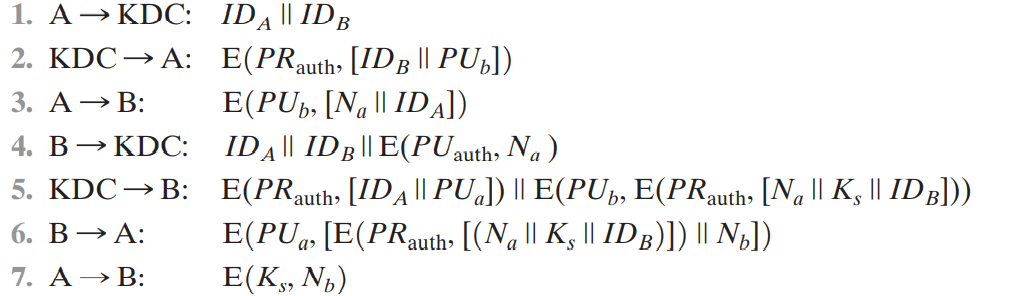 1. A → KDC: ID_A || ID_B
2. KDC → A: E(PR_auth, [ID_B || PU_b])
3. A → B: E(PU_b, [N_a || ID_A])
4. B → KDC: ID_A || ID_B || E(PU_auth, N_a)
5. KDC → B: E(PR_auth, [ID_A || PU_a]) || E(PU_b, E(PR_auth, [N_a || K_s || ID_B]))
6. B → A: E(PU_a, [E(PR_auth, [(N_a || K_s || ID_B)]) || N_b])
7. A → B: E(K_s, N_b)